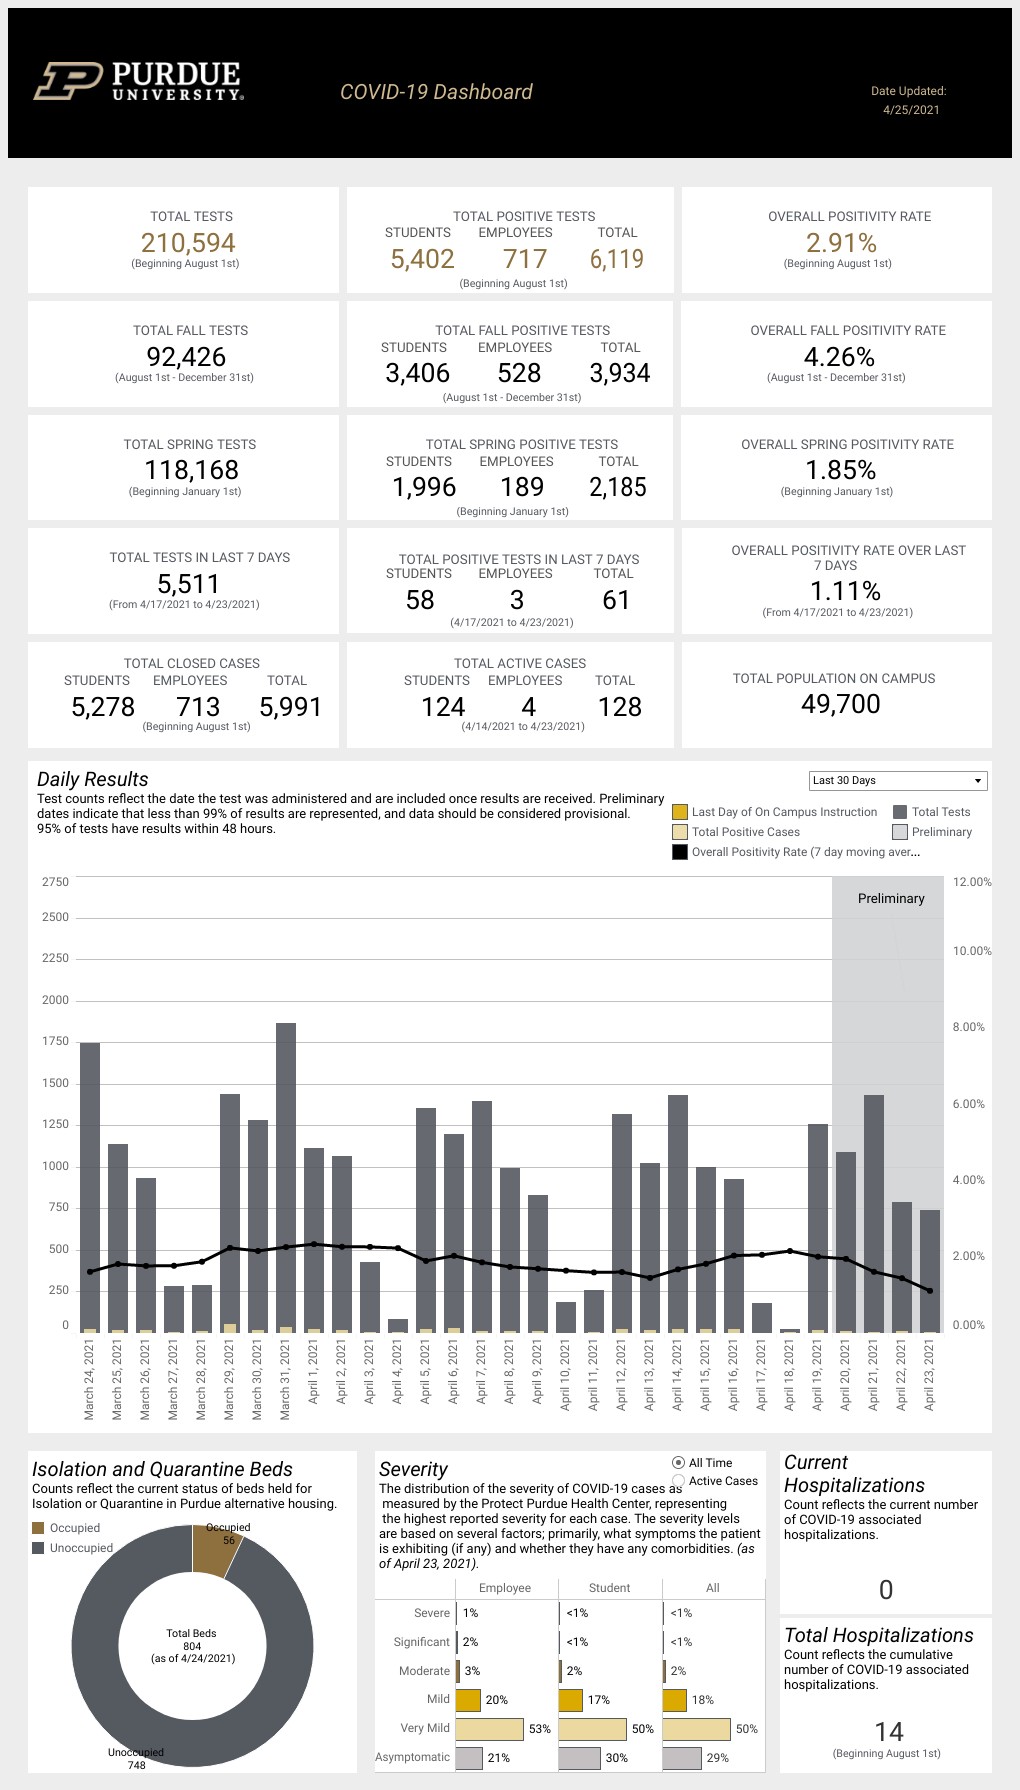 PURDUE
UNIVERSITY®
COVID-19 Dashboard
Date Updated:
4/25/2021
TOTAL TESTS
210,594
(Beginning August 1st)
TOTAL POSITIVE TESTS
STUDENTS EMPLOYEES TOTAL
5,402 717 6,119
(Beginning August 1st)
OVERALL POSITIVITY RATE
2.91%
(Beginning August 1st)
TOTAL FALL TESTS
92,426
(August 1st - December 31st)
TOTAL FALL POSITIVE TESTS
STUDENTS EMPLOYEES TOTAL
3,406 528 3,934
(August 1st - December 31st)
OVERALL FALL POSITIVITY RATE
4.26%
(August 1st - December 31st)
TOTAL SPRING TESTS
118,168
(Beginning January 1st)
TOTAL SPRING POSITIVE TESTS
STUDENTS EMPLOYEES TOTAL
1,996 189 2,185
(Beginning January 1st)
OVERALL SPRING POSITIVITY RATE
1.85%
(Beginning January 1st)
TOTAL TESTS IN LAST 7 DAYS
5,511
(From 4/17/2021 to 4/23/2021)
TOTAL POSITIVE TESTS IN LAST 7 DAYS
STUDENTS EMPLOYEES TOTAL
58 3 61
(4/17/2021 to 4/23/2021)
OVERALL POSITIVITY RATE OVER LAST
7 DAYS
1.11%
(From 4/17/2021 to 4/23/2021)
TOTAL CLOSED CASES
STUDENTS EMPLOYEES TOTAL
5,278 713 5,991
(Beginning August 1st)
TOTAL ACTIVE CASES
STUDENTS EMPLOYEES TOTAL
124 4 128
(4/14/2021 to 4/23/2021)
TOTAL POPULATION ON CAMPUS
49,700
Daily Results
Test counts reflect the date the test was administered and are included once results are received. Preliminary
dates indicate that less than 99% of results are represented, and data should be considered provisional.
95% of tests have results within 48 hours.
Last 30 Days
Last Day of On Campus Instruction
Total Tests
Total Positive Cases
Preliminary
Overall Positivity Rate (7 day moving aver...
Preliminary
2750
2500
2250
2000
1750
1500
1250
1000
750
500
250
0
12.00%
10.00%
8.00%
6.00%
4.00%
2.00%
0.00%
March 24, 2021
March 25, 2021
March 26, 2021
March 27, 2021
March 28, 2021
March 29, 2021
March 30, 2021
March 31, 2021
April 1, 2021
April 2, 2021
April 3, 2021
April 4, 2021
April 5, 2021
April 6, 2021
April 7, 2021
April 8, 2021
April 9, 2021
April 10, 2021
April 11, 2021
April 12, 2021
April 13, 2021
April 14, 2021
April 15, 2021
April 16, 2021
April 17, 2021
April 18, 2021
April 19, 2021
April 20, 2021
April 21, 2021
April 22, 2021
April 23, 2021
Isolation and Quarantine Beds
Counts reflect the current status of beds held for
Isolation or Quarantine in Purdue alternative housing.
Occupied
Unoccupied
Occupied
56
Total Beds
804
(as of 4/24/2021)
Unoccupied
748
Severity
All Time
Active Cases
The distribution of the severity of COVID-19 cases as
measured by the Protect Purdue Health Center, representing
the highest reported severity for each case. The severity levels
are based on several factors; primarily, what symptoms the patient
is exhibiting (if any) and whether they have any comorbidities. (as
of April 23, 2021).
Employee Student All
Severe 1% <1% <1%
Significant 2% <1% <1%
Moderate 3% 2% 2%
Mild 20% 17% 18%
Very Mild 53% 50% 50%
Asymptomatic 21% 30% 29%
Current
Hospitalizations
Count reflects the current number
of COVID-19 associated
hospitalizations.
0
Total Hospitalizations
Count reflects the cumulative
number of COVID-19 associated
hospitalizations.
14
(Beginning August 1st)